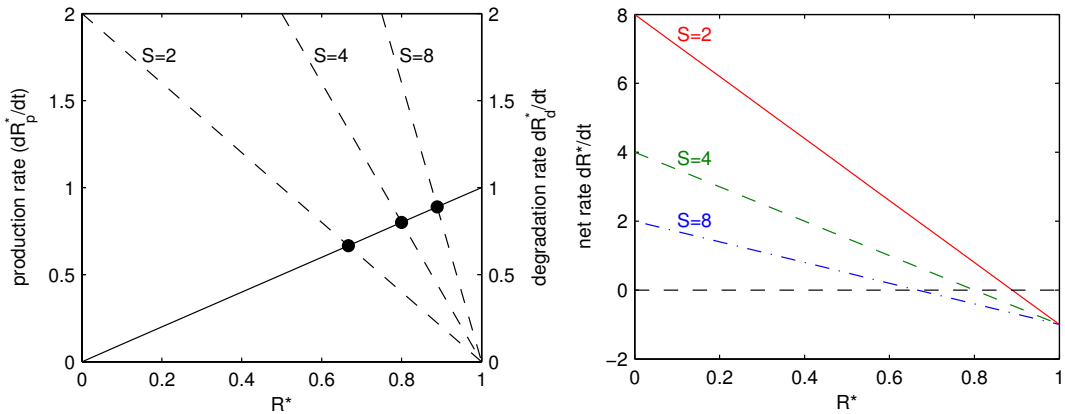 2
1.5
1
0.5
0
production rate (dR*p/dt)
S=2
S=4
S=8
2
1.5
1
0.5
0
degradation rate dR*d/dt
0
0.2
0.4
0.6
0.8
1
R*
8
6
4
2
0
−2
net rate dR*/dt
S=2
S=4
S=8
0
0.2
0.4
0.6
0.8
1
R*